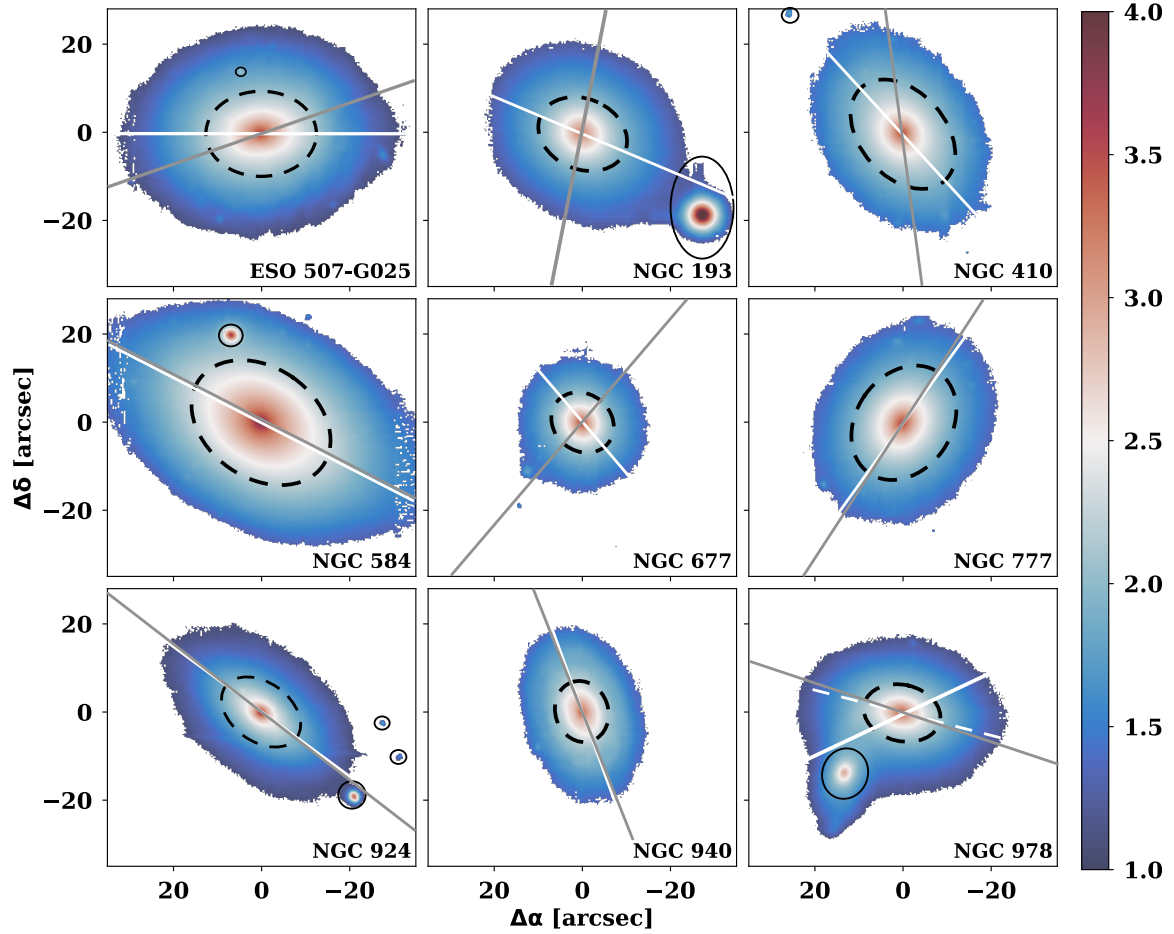 20
0
−20
ESO 507-G025
NGC 193
NGC 410
20
0
−20
NGC 584
NGC 677
NGC 777
20
0
−20
NGC 924
NGC 940
NGC 978
20 0 −20
20 0 −20
20 0 −20
Δδ [arcsec]
Δα [arcsec]
4.0
3.5
3.0
2.5
2.0
1.5
1.0